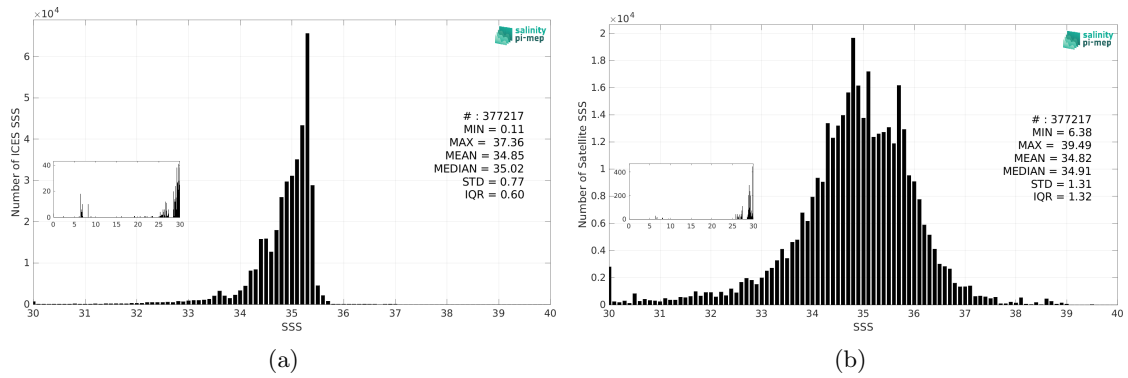 ×10⁴
salinity
pi-mep
6
5
4
3
2
1
0
Number of ICES SSS
# : 377217
MIN = 0.11
MAX = 37.36
MEAN = 34.85
MEDIAN = 35.02
STD = 0.77
IQR = 0.60
40
20
0
0 5 10 15 20 25 30
30 31 32 33 34 35 36 37 38 39 40
SSS
(a)
×10⁴
salinity
pi-mep
2
1.8
1.6
1.4
1.2
1
0.8
0.6
0.4
0.2
0
Number of Satellite SSS
# : 377217
MIN = 6.38
MAX = 39.49
MEAN = 34.82
MEDIAN = 34.91
STD = 1.31
IQR = 1.32
400
200
0
0 5 10 15 20 25 30
30 31 32 33 34 35 36 37 38 39 40
SSS
(b)